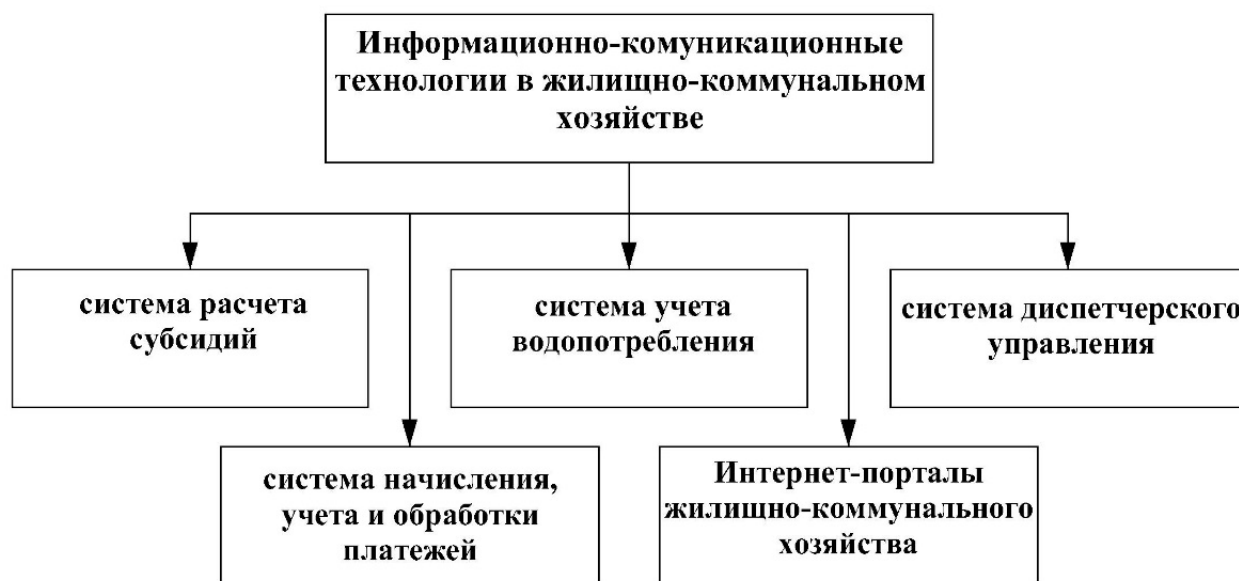 Информационно-комуникационные
технологии в жилищно-коммунальном
хозяйстве
система расчета
субсидий
система учета
водопотребления
система диспетчерского
управления
система начисления,
учета и обработки
платежей
Интернет-порталы
жилищно-коммунального
хозяйства